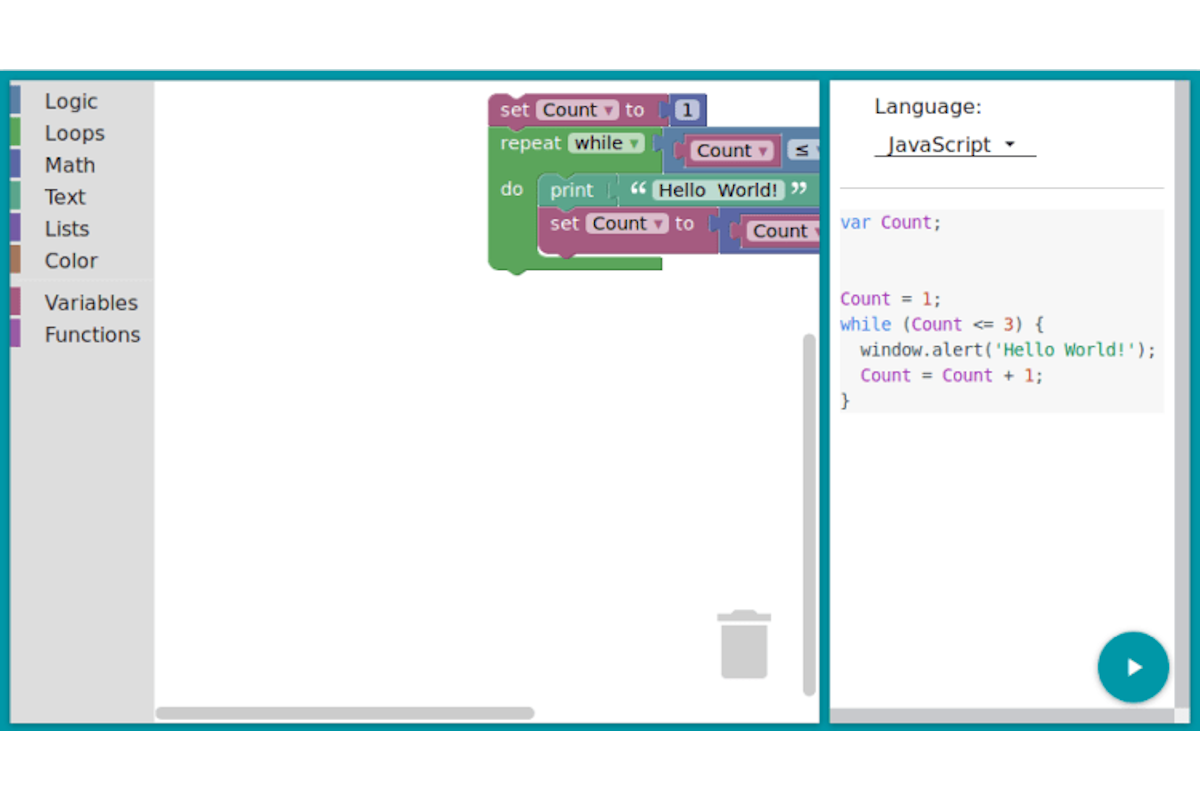 Logic
Loops
Math
Text
Lists
Color
Variables
Functions
set Count to 1
repeat while Count ≤
do print “ Hello World! ”
set Count to Count
Language:
JavaScript
var Count;
Count = 1;
while (Count <= 3) {
window.alert('Hello World!');
Count = Count + 1;
}